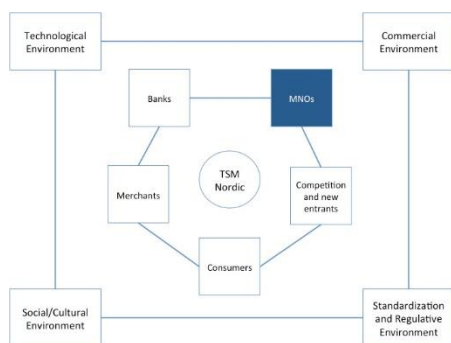 Technological
Environment
Commercial
Environment
Banks
MNOs
TSM
Nordic
Merchants
Competition
and new
entrants
Consumers
Social/Cultural
Environment
Standardization
and Regulative
Environment